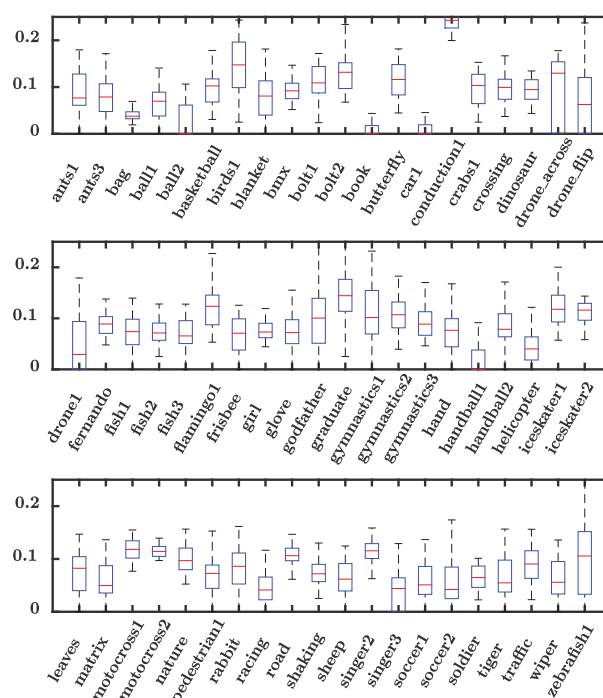 0.2
0.1
0
ants1
ants3
bag
ball1
ball2
basketball
birds1
blanket
bmx
bolt1
bolt2
book
butterfly
car1
conduction1
crabs1
crossing
dinosaur
drone_across
drone_flip
0.2
0.1
0
drone1
fernando
fish1
fish2
fish3
flamingo1
frisbee
girl
glove
godfather
graduate
gymnastics1
gymnastics2
gymnastics3
hand
handball1
handball2
helicopter
iceskater1
iceskater2
0.2
0.1
0
leaves
matrix
motocross1
motocross2
nature
pedestrian1
rabbit
racing
road
shaking
sheep
singer2
singer3
soccer1
soccer2
soldier
tiger
traffic
wiper
zebrafish1